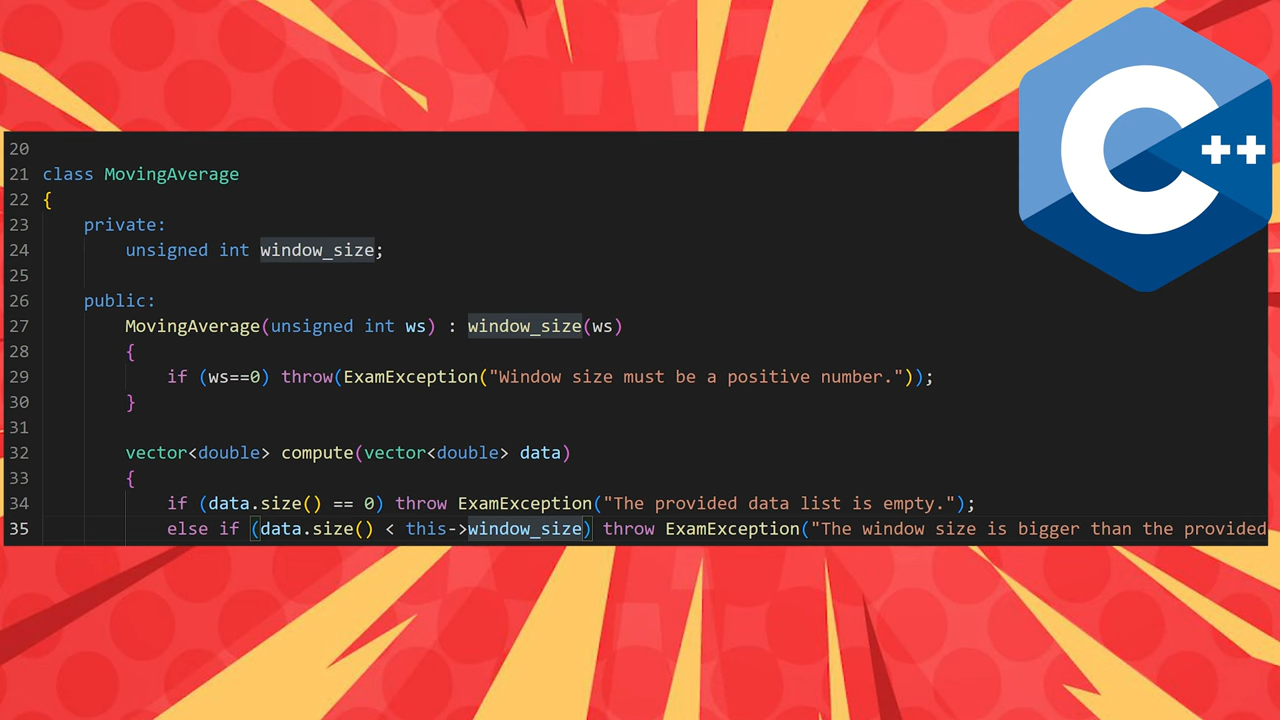 20
21 class MovingAverage
22 {
23     private:
24         unsigned int window_size;
25
26     public:
27         MovingAverage(unsigned int ws) : window_size(ws)
28         {
29             if (ws==0) throw(ExamException("Window size must be a positive number."));
30         }
31
32         vector<double> compute(vector<double> data)
33         {
34             if (data.size() == 0) throw ExamException("The provided data list is empty.");
35             else if (data.size() < this->window_size) throw ExamException("The window size is bigger than the provided
C++